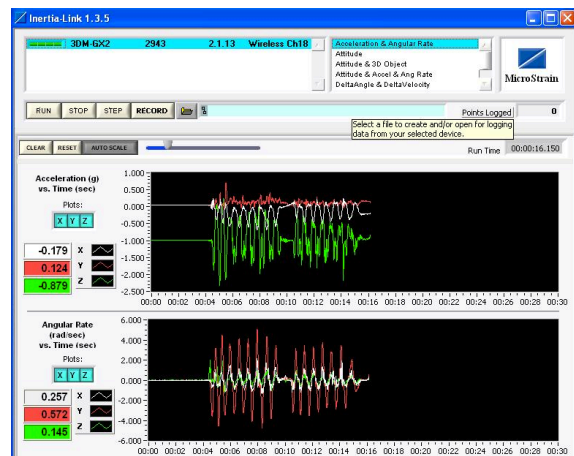 Inertia-Link 1.3.5
3DM-GX2 2943 2.1.13 Wireless Ch18
Acceleration & Angular Rate
Attitude
Attitude & 3D Object
Attitude & Accel & Ang Rate
DeltaAngle & DeltaVelocity
MicroStrain
RUN STOP STEP RECORD Points Logged 0
Select a file to create and/or open for logging
data from your selected device.
CLEAR RESET AUTO SCALE Run Time 00:00:16.150
Acceleration (g)
vs. Time (sec)
Plots:
X Y Z
-0.179 X
0.124 Y
-0.879 Z
1.000
0.500
0.000
-0.500
-1.000
-1.500
-2.000
-2.500
00:00 00:02 00:04 00:06 00:08 00:10 00:12 00:14 00:16 00:18 00:20 00:22 00:24 00:26 00:28 00:30
Angular Rate
(rad/sec)
vs. Time (sec)
Plots:
X Y Z
0.257 X
0.572 Y
0.145 Z
6.000
4.000
2.000
0.000
-2.000
-4.000
-6.000
00:00 00:02 00:04 00:06 00:08 00:10 00:12 00:14 00:16 00:18 00:20 00:22 00:24 00:26 00:28 00:30